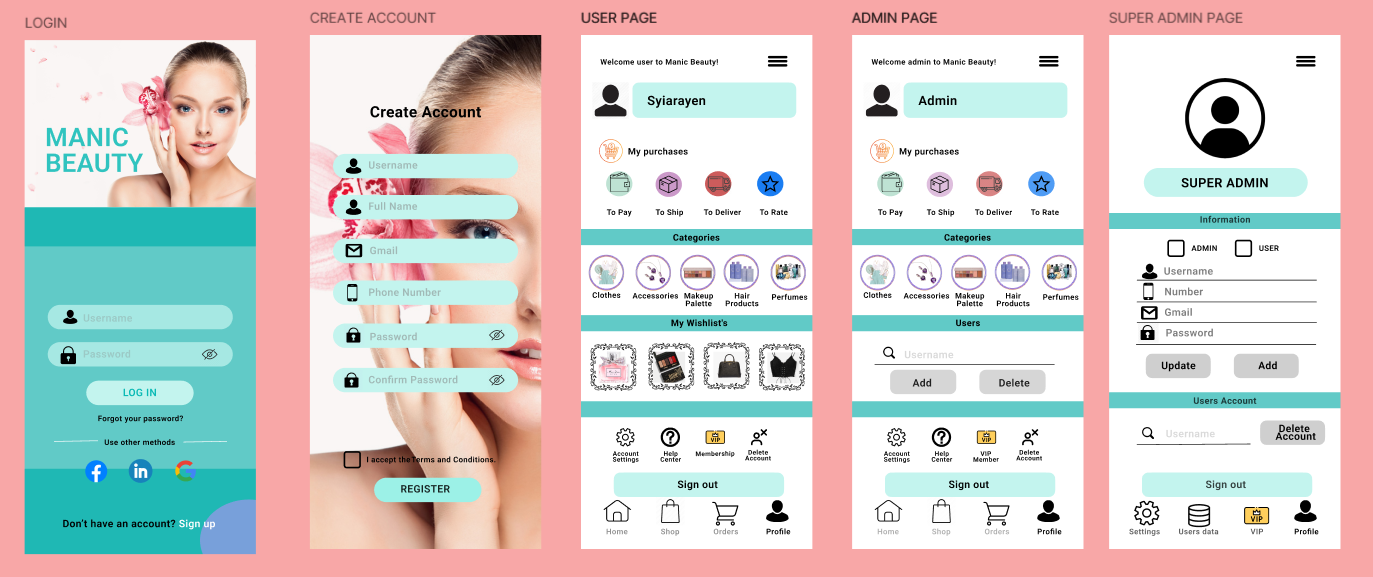 LOGIN
MANIC
BEAUTY
Username
Password
LOG IN
Forgot your password?
Use other methods
Don't have an account? Sign up
CREATE ACCOUNT
Create Account
Username
Full Name
Gmail
Phone Number
Password
Confirm Password
I accept the Terms and Conditions.
REGISTER
USER PAGE
Welcome user to Manic Beauty!
Syiarayen
My purchases
To Pay
To Ship
To Deliver
To Rate
Categories
Clothes
Accessories
Makeup
Palette
Hair
Products
Perfumes
My Wishlist's
Account
Settings
Help
Center
VIP
Membership
Delete
Account
Sign out
Home
Shop
Orders
Profile
ADMIN PAGE
Welcome admin to Manic Beauty!
Admin
My purchases
To Pay
To Ship
To Deliver
To Rate
Categories
Clothes
Accessories
Makeup
Palette
Hair
Products
Perfumes
Users
Username
Add
Delete
Account
Settings
Help
Center
VIP
VIP
Member
Delete
Account
Sign out
Home
Shop
Orders
Profile
SUPER ADMIN PAGE
SUPER ADMIN
Information
ADMIN
USER
Username
Number
Gmail
Password
Update
Add
Users Account
Username
Delete
Account
Sign out
Settings
Users data
VIP
VIP
Profile